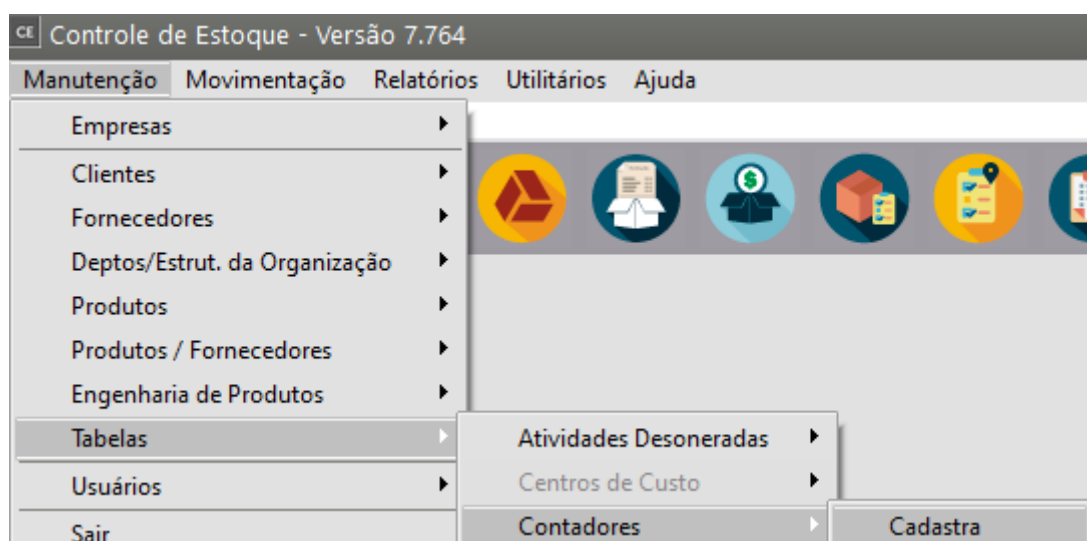 CE Controle de Estoque - Versão 7.764
Manutenção Movimentação Relatórios Utilitários Ajuda
Empresas
Clientes
Fornecedores
Deptos/Estrut. da Organização
Produtos
Produtos / Fornecedores
Engenharia de Produtos
Tabelas Atividades Desoneradas
Usuários Centros de Custo
Sair Contadores Cadastra